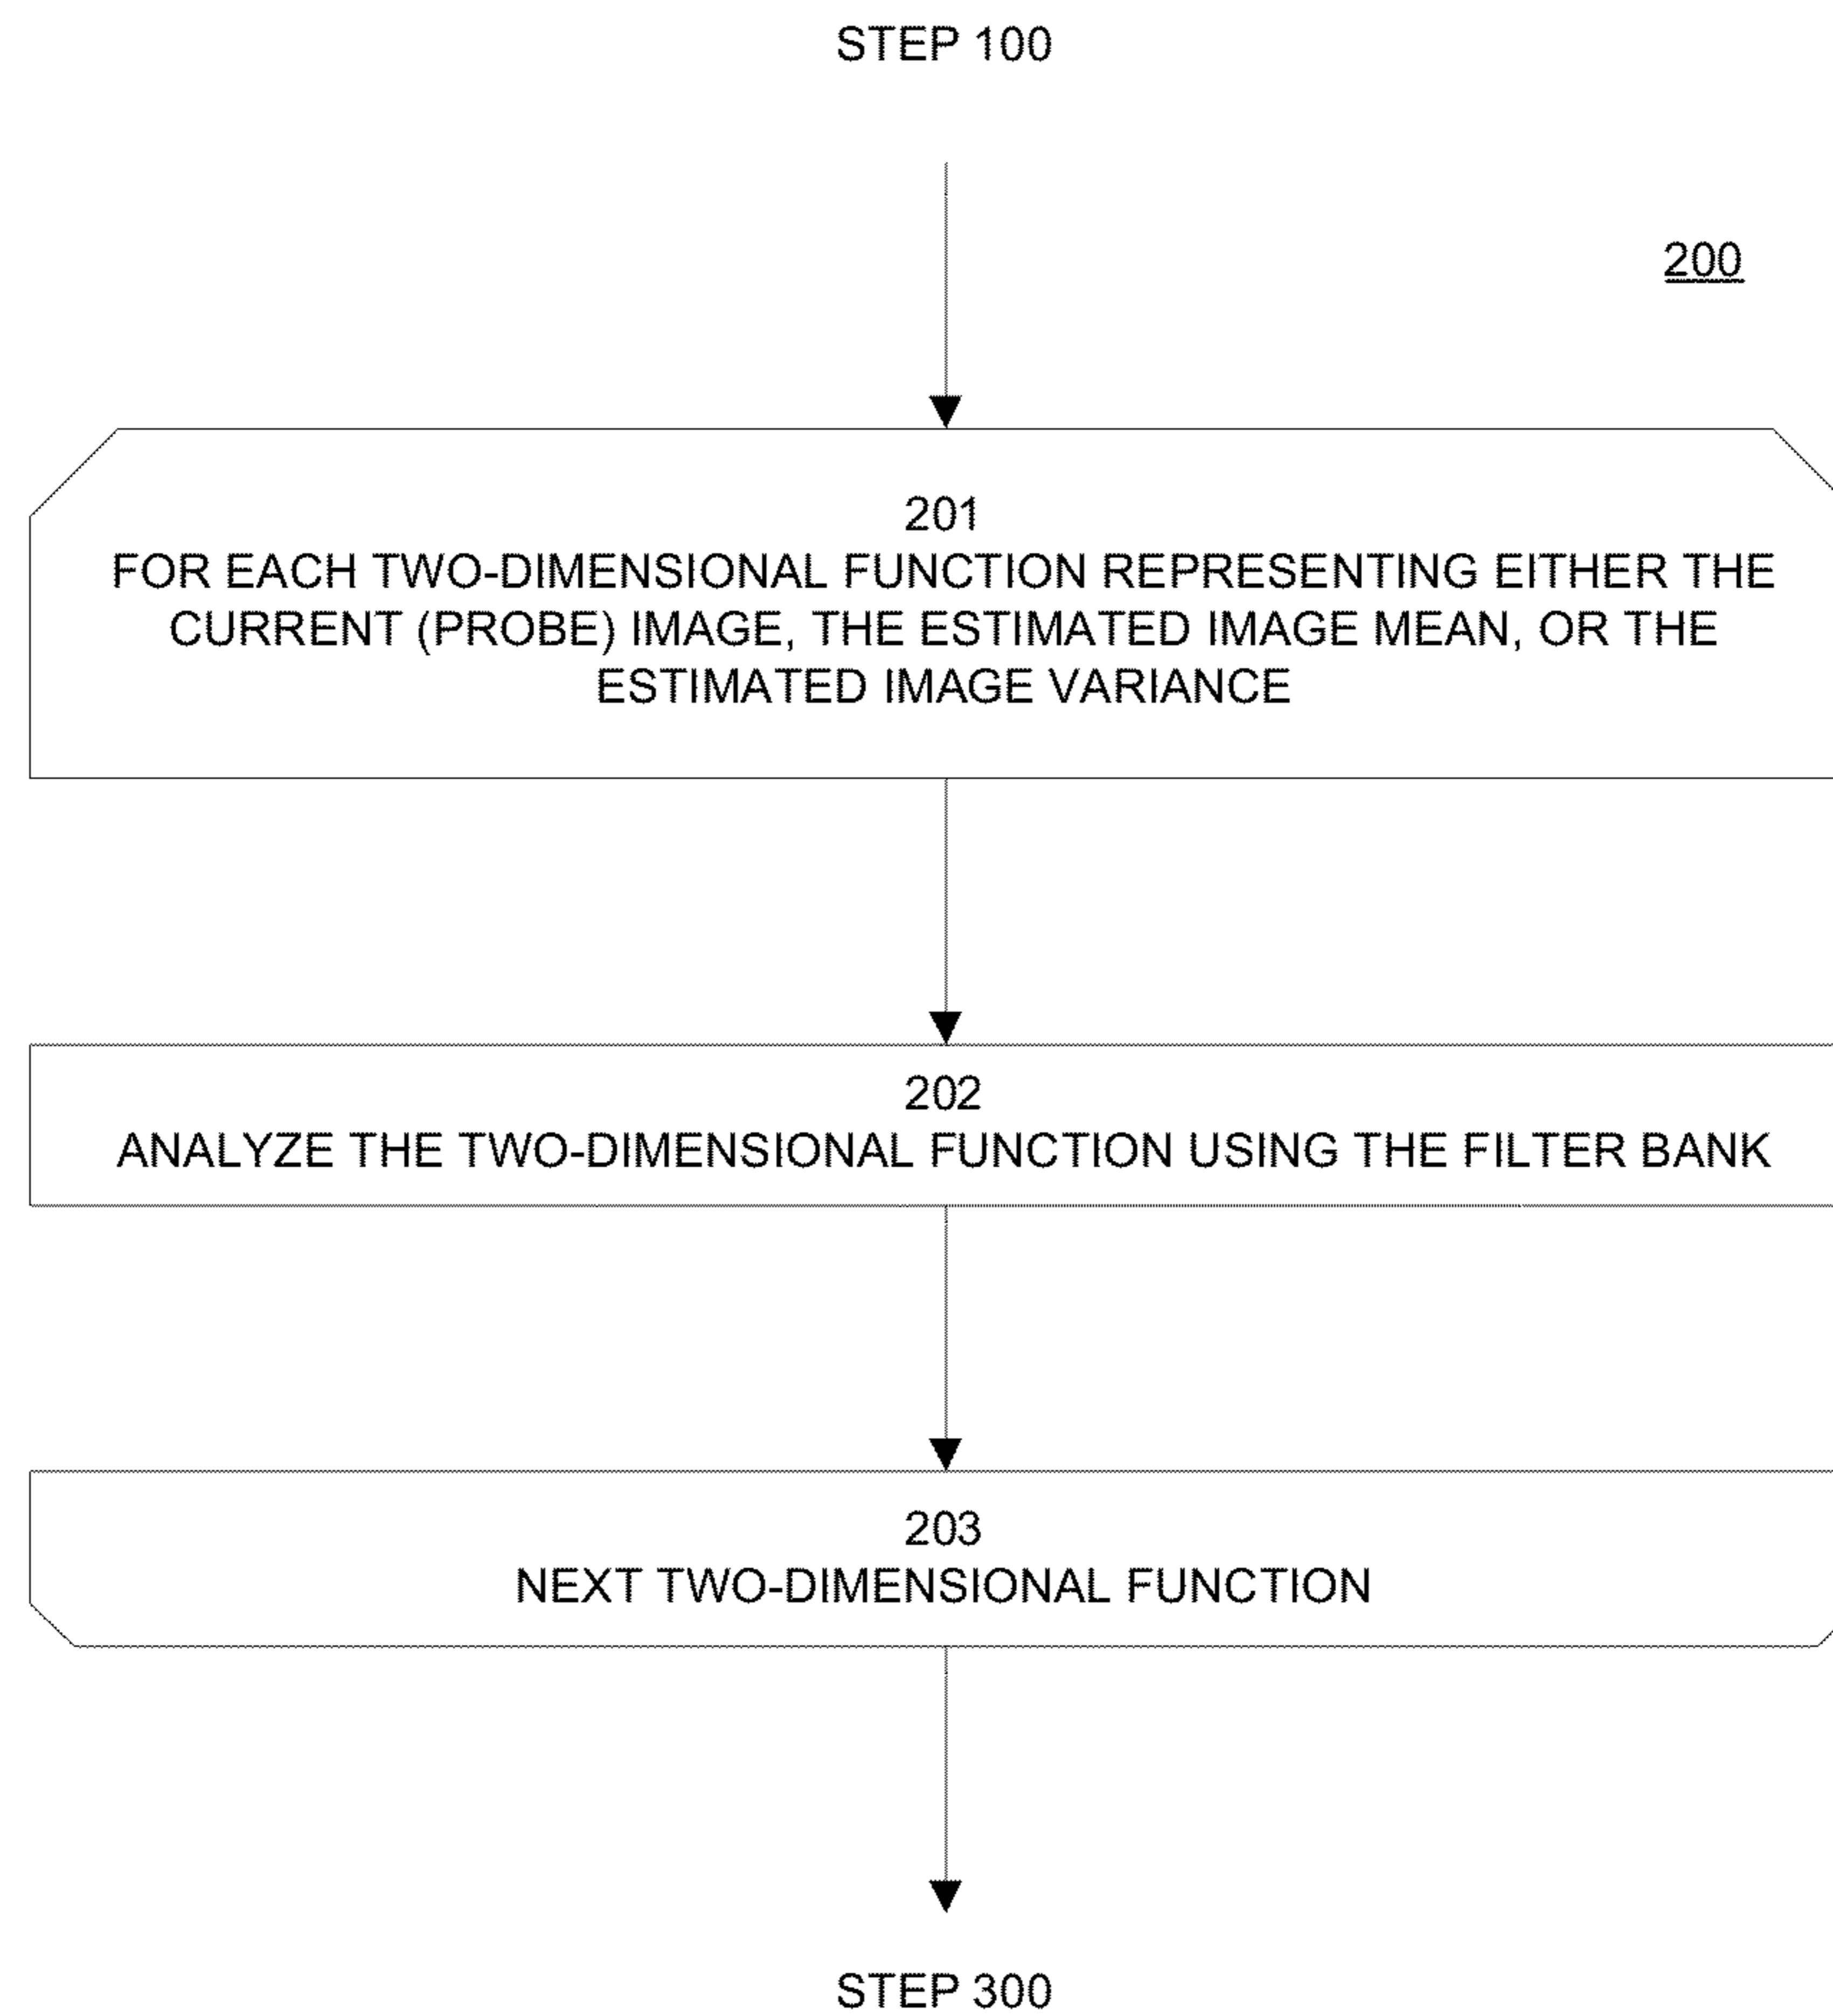 STEP 100
200
201
FOR EACH TWO-DIMENSIONAL FUNCTION REPRESENTING EITHER THE
CURRENT (PROBE) IMAGE, THE ESTIMATED IMAGE MEAN, OR THE
ESTIMATED IMAGE VARIANCE
202
ANALYZE THE TWO-DIMENSIONAL FUNCTION USING THE FILTER BANK
203
NEXT TWO-DIMENSIONAL FUNCTION
STEP 300